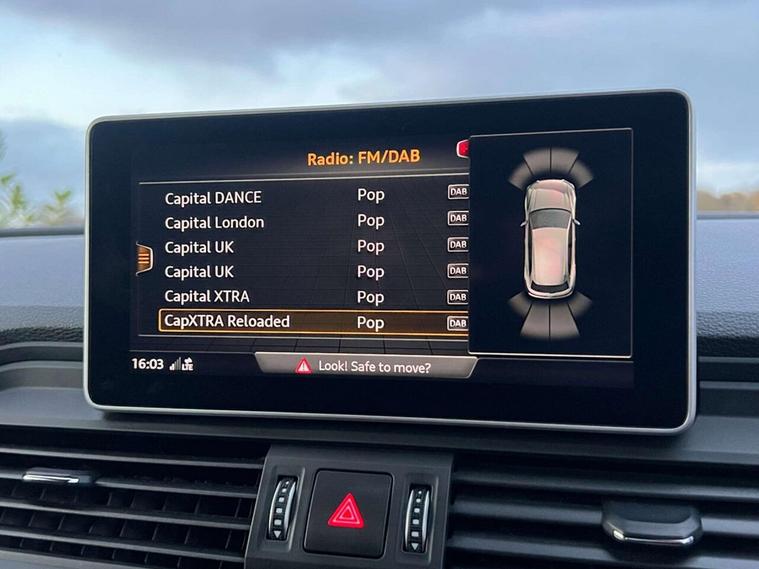 Radio: FM/DAB
Capital DANCE Pop DAB
Capital London Pop DAB
Capital UK Pop DAB
Capital UK Pop DAB
Capital XTRA Pop DAB
CapXTRA Reloaded Pop DAB
16:03 LTE
Look! Safe to move?